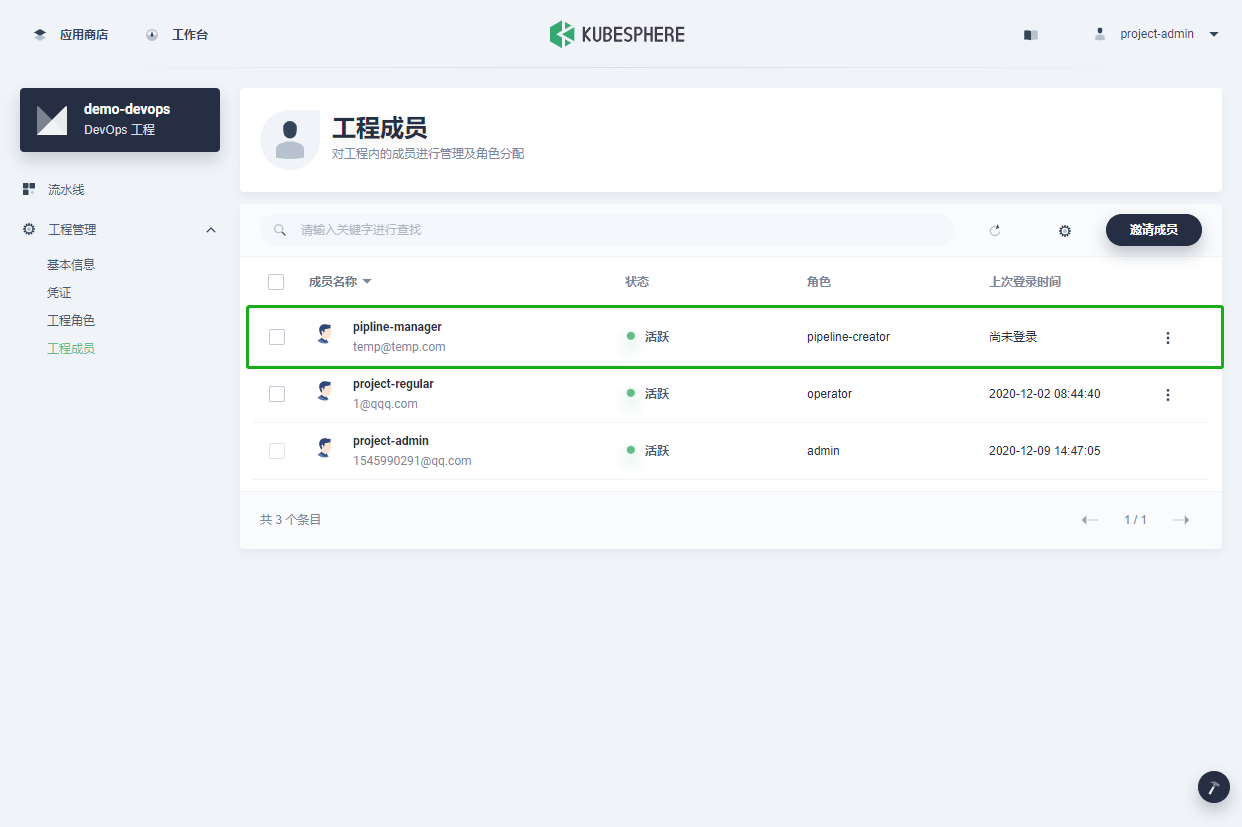 应用商店
工作台
KUBESPHERE
project-admin
demo-devops
DevOps 工程
流水线
工程管理
基本信息
凭证
工程角色
工程成员
工程成员
对工程内的成员进行管理及角色分配
请输入关键字进行查找
邀请成员
成员名称 状态 角色 上次登录时间
pipline-manager
temp@temp.com
活跃 pipeline-creator 尚未登录
project-regular
1@qqq.com
活跃 operator 2020-12-02 08:44:40
project-admin
1545990291@qq.com
活跃 admin 2020-12-09 14:47:05
共 3 个条目
1 / 1